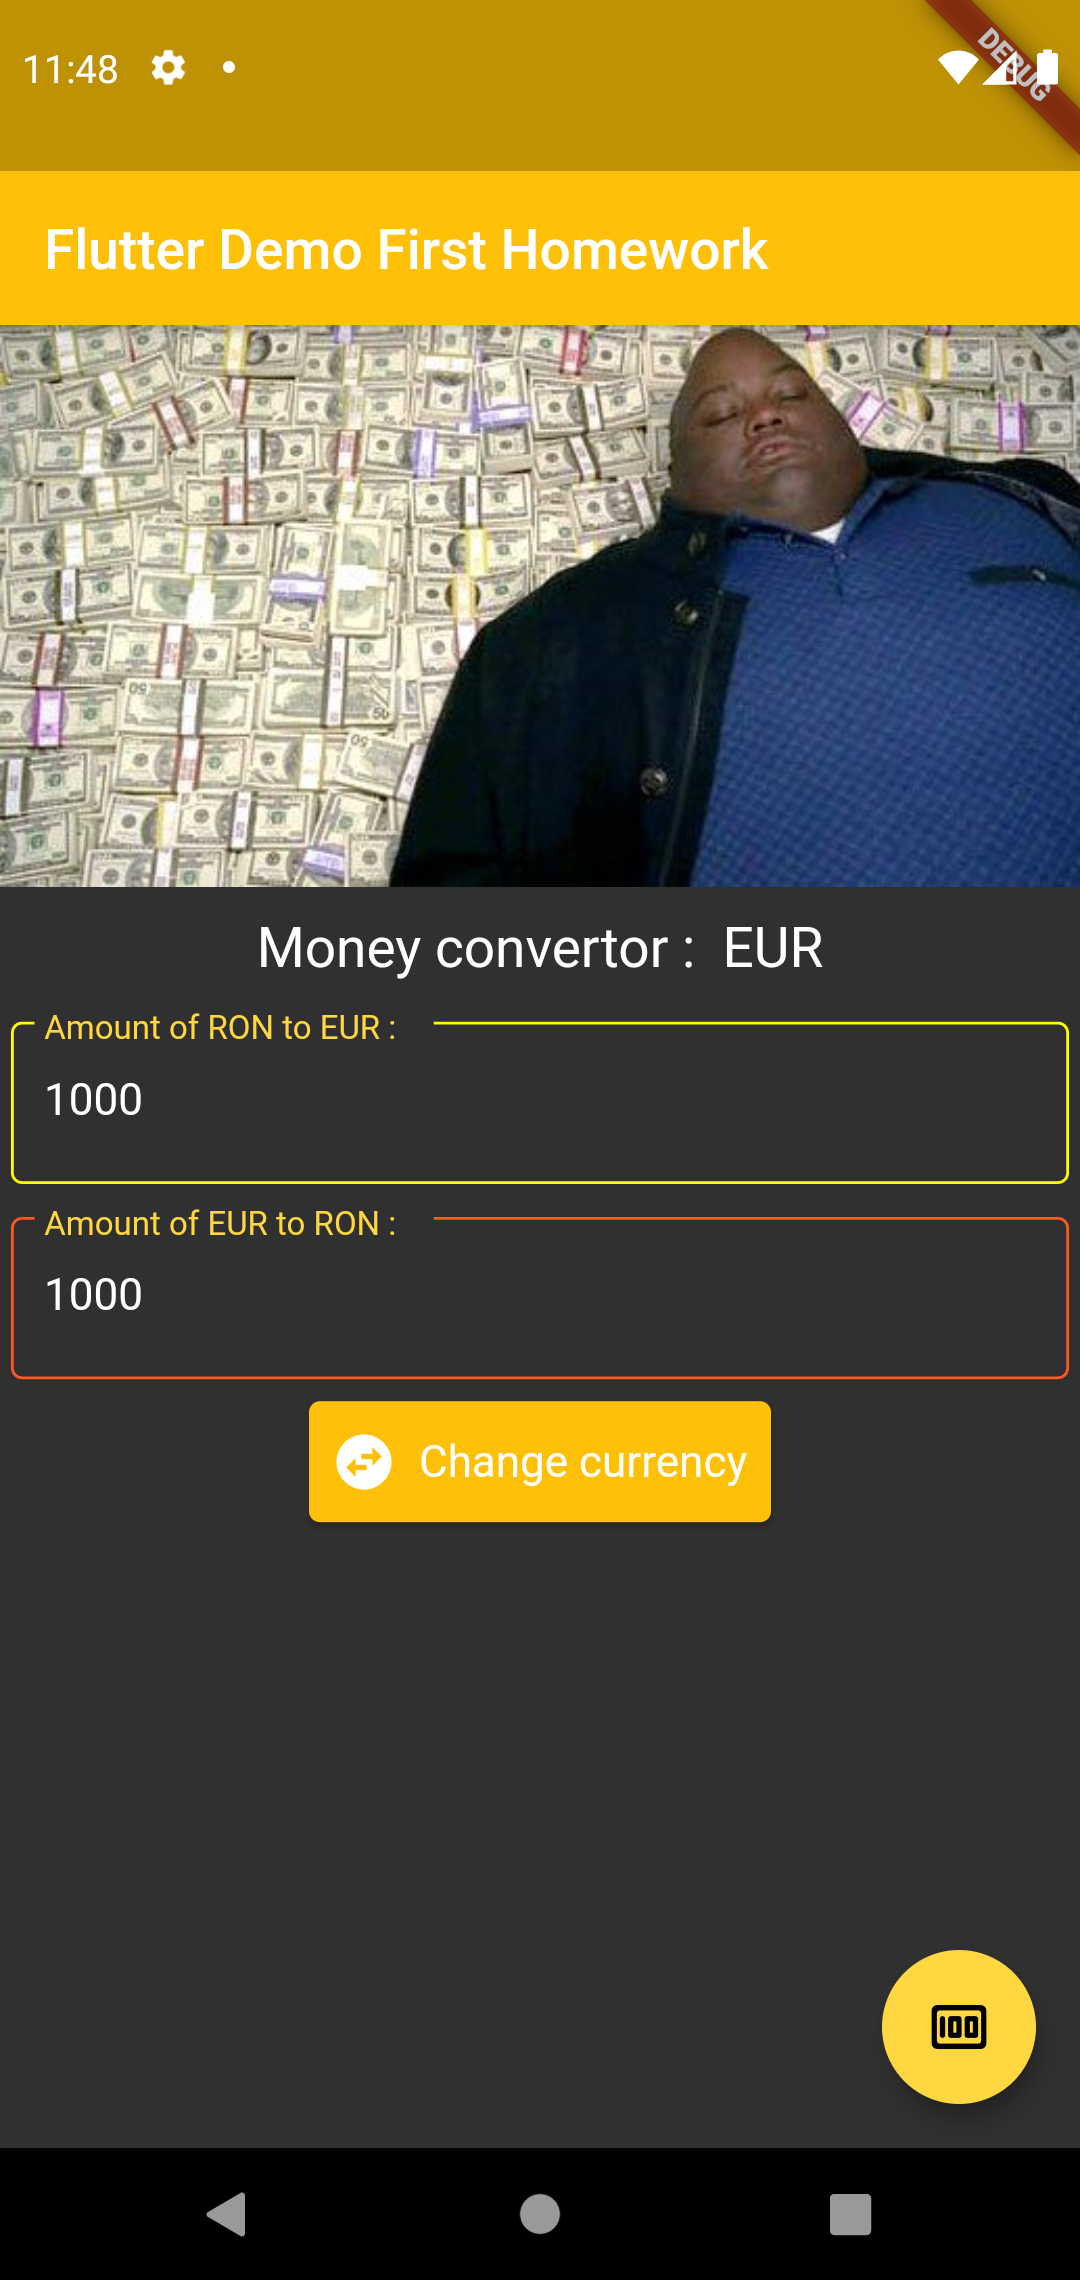 11:48
DEBUG
Flutter Demo First Homework
Money convertor : EUR
Amount of RON to EUR :
1000
Amount of EUR to RON :
1000
Change currency
100